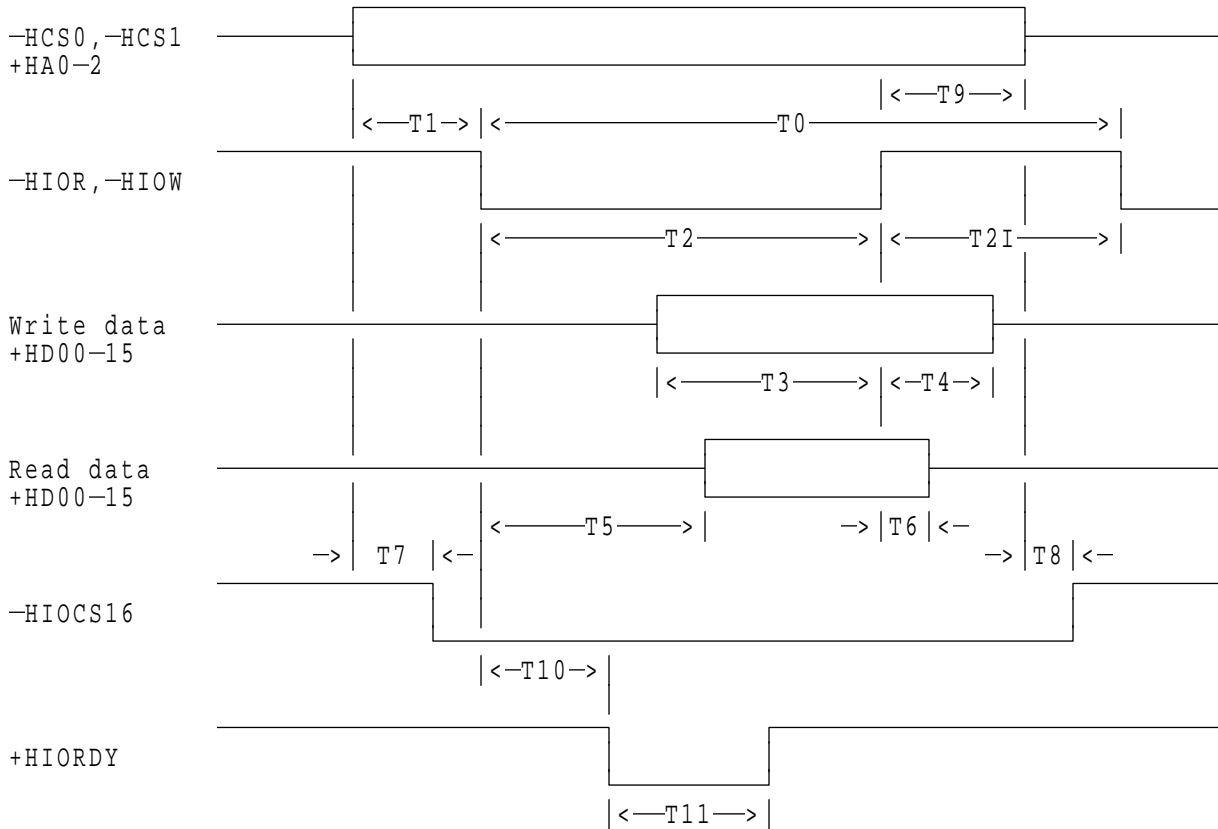 —HCS0,—HCS1
+HA0—2
<—T9—>
<—T1—>
<—T0—>
—HIOR,—HIOW
<—T2—>
<—T2I—>
Write data
+HD00—15
<—T3—>
<—T4—>
Read data
+HD00—15
<—T5—>
—> T6 <—
—> T7 <—
—> T8 <—
—HIOCS16
<—T10—>
+HIORDY
<—T11—>